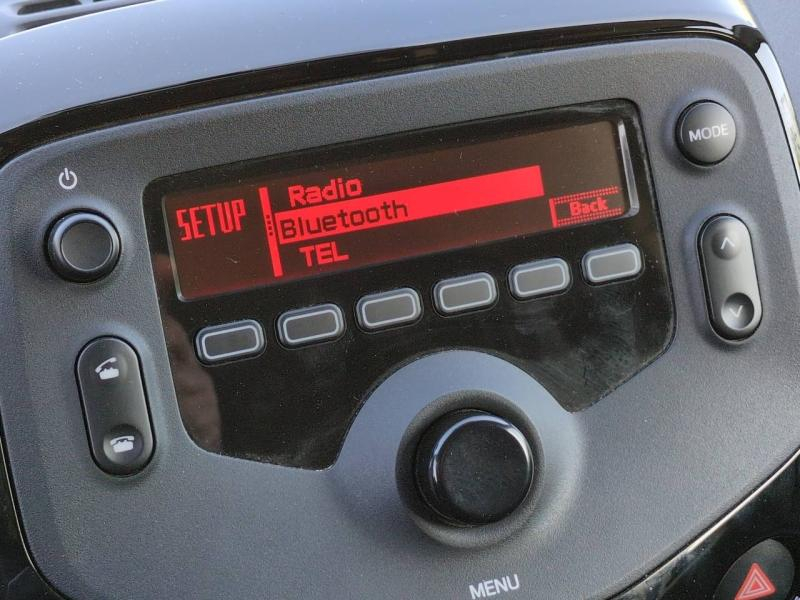 MODE
SETUP
Radio
Bluetooth
TEL
Back
MENU